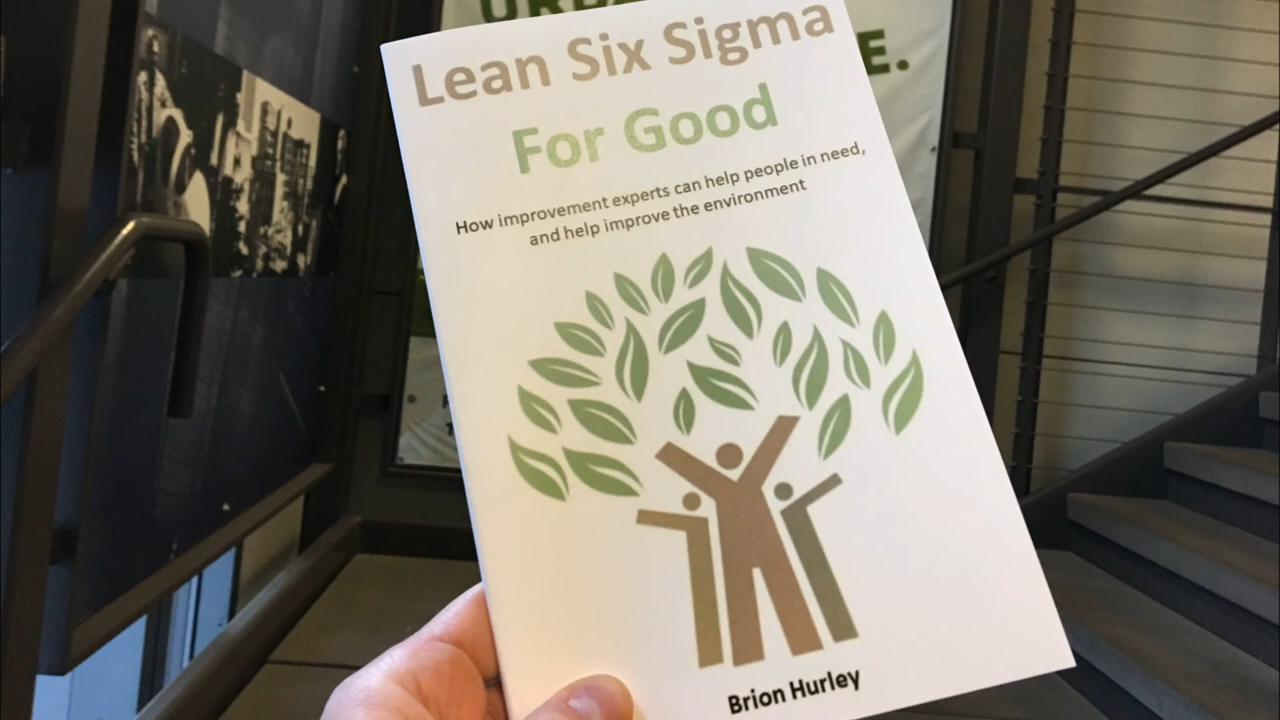 Lean Six Sigma
For Good
How improvement experts can help people in need,
and help improve the environment
Brion Hurley